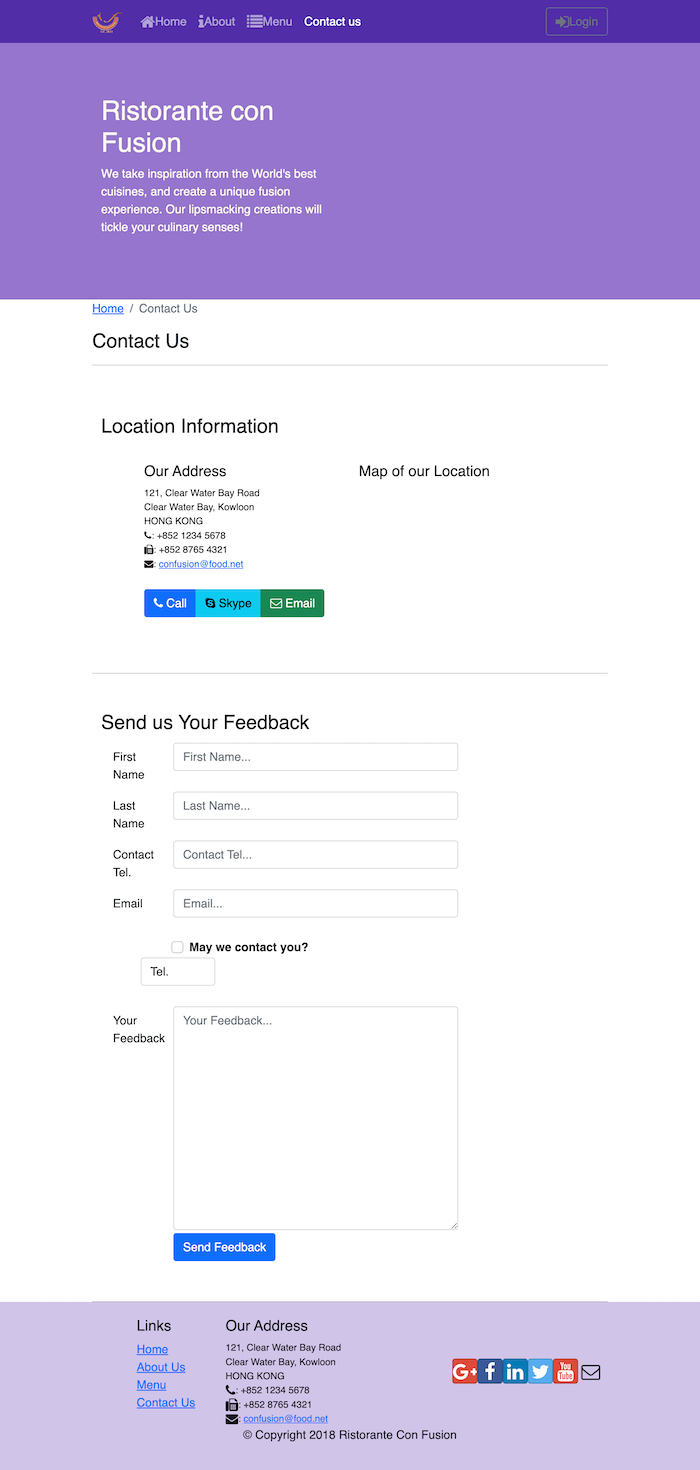 Home About Menu Contact us Login
Ristorante con
Fusion
We take inspiration from the World's best
cuisines, and create a unique fusion
experience. Our lipsmacking creations will
tickle your culinary senses!
Home / Contact Us
Contact Us
Location Information
Our Address
121, Clear Water Bay Road
Clear Water Bay, Kowloon
HONG KONG
: +852 1234 5678
: +852 8765 4321
: confusion@food.net
Call Skype Email
Map of our Location
Send us Your Feedback
First
Name
First Name...
Last
Name
Last Name...
Contact
Tel.
Contact Tel...
Email
Email...
May we contact you?
Tel.
Your
Feedback
Your Feedback...
Send Feedback
Links
Home
About Us
Menu
Contact Us
Our Address
121, Clear Water Bay Road
Clear Water Bay, Kowloon
HONG KONG
: +852 1234 5678
: +852 8765 4321
: confusion@food.net
G+ f in You Tube
© Copyright 2018 Ristorante Con Fusion